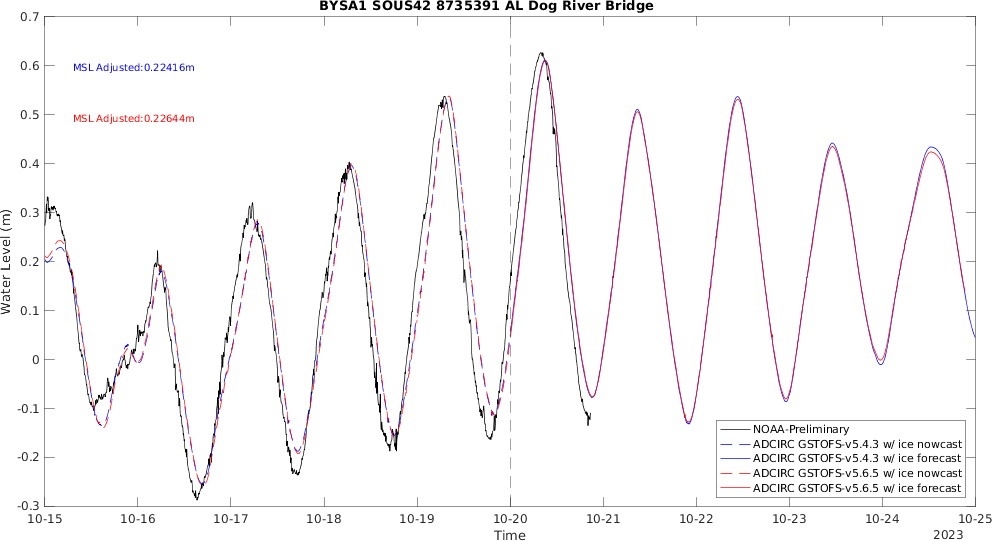 BYSA1 SOUS42 8735391 AL Dog River Bridge
0.7
0.6
0.5
0.4
0.3
0.2
0.1
0
-0.1
-0.2
-0.3
Water Level (m)
MSL Adjusted:0.22416m
MSL Adjusted:0.22644m
NOAA-Preliminary
ADCIRC GSTOFS-v5.4.3 w/ ice nowcast
ADCIRC GSTOFS-v5.4.3 w/ ice forecast
ADCIRC GSTOFS-v5.6.5 w/ ice nowcast
ADCIRC GSTOFS-v5.6.5 w/ ice forecast
10-15 10-16 10-17 10-18 10-19 10-20 10-21 10-22 10-23 10-24 10-25
Time
2023